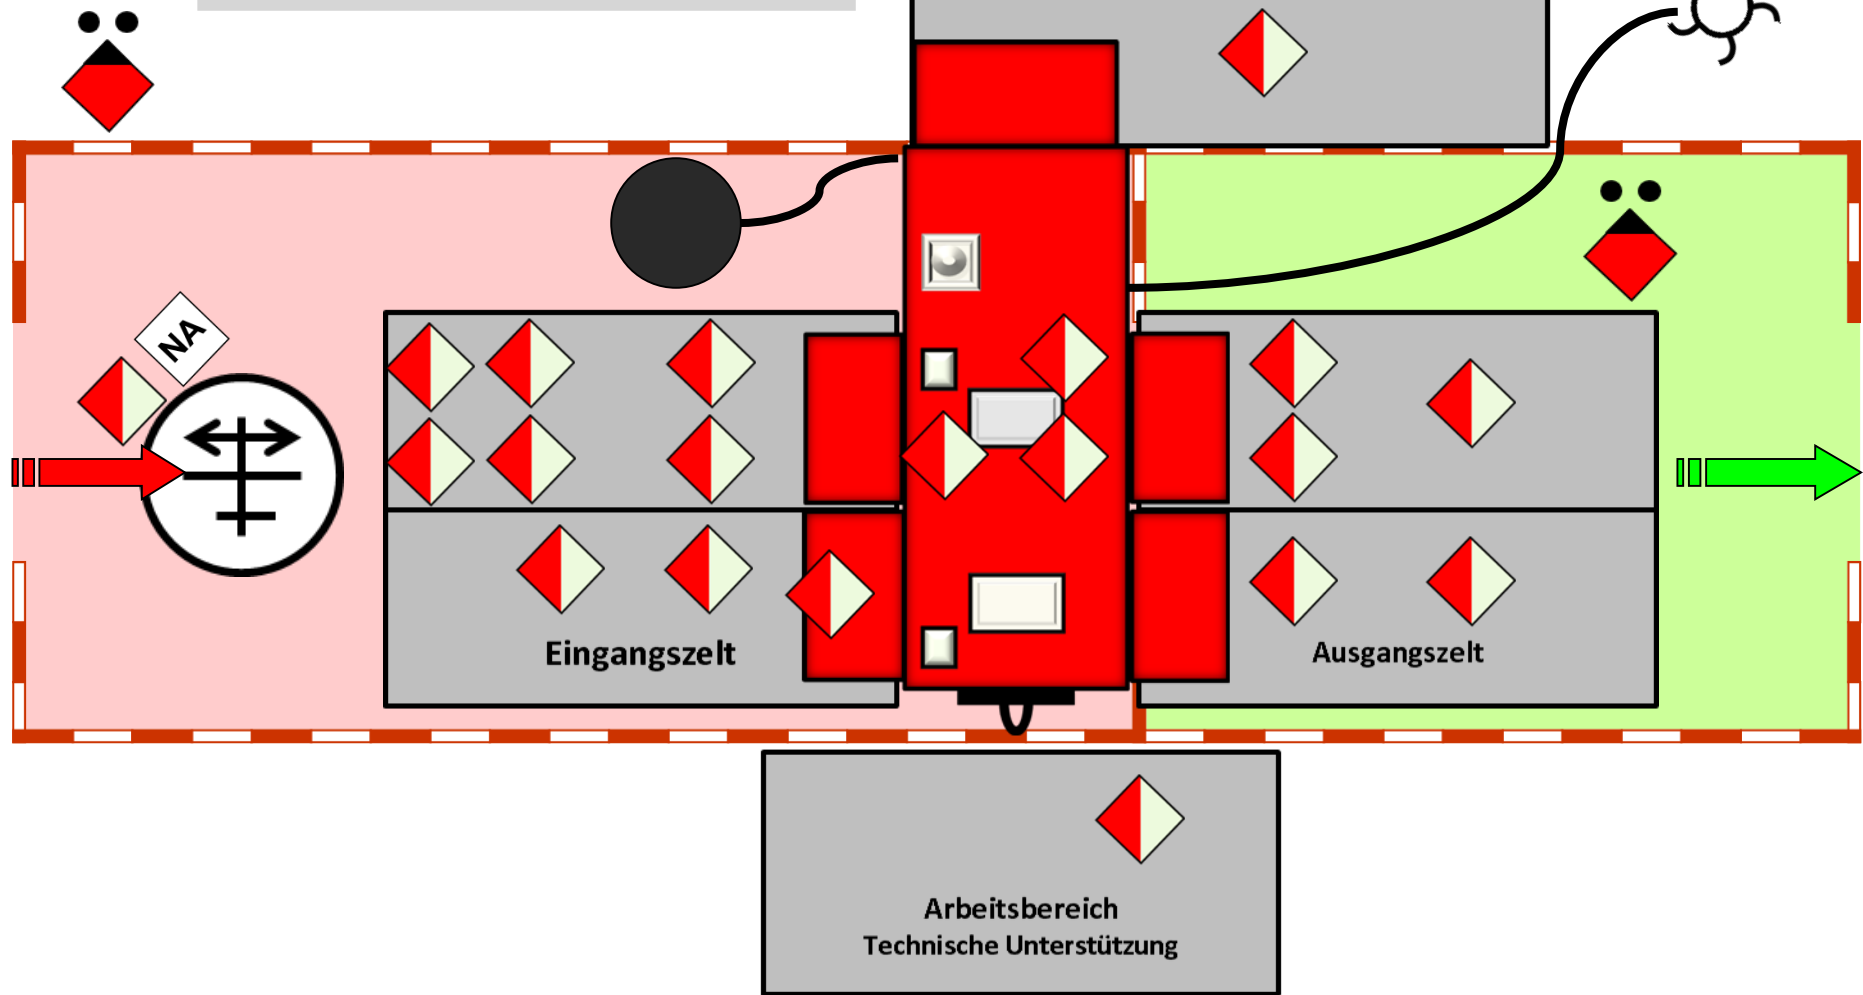 NA
Eingangszelt
Ausgangszelt
Arbeitsbereich
Technische Unterstützung